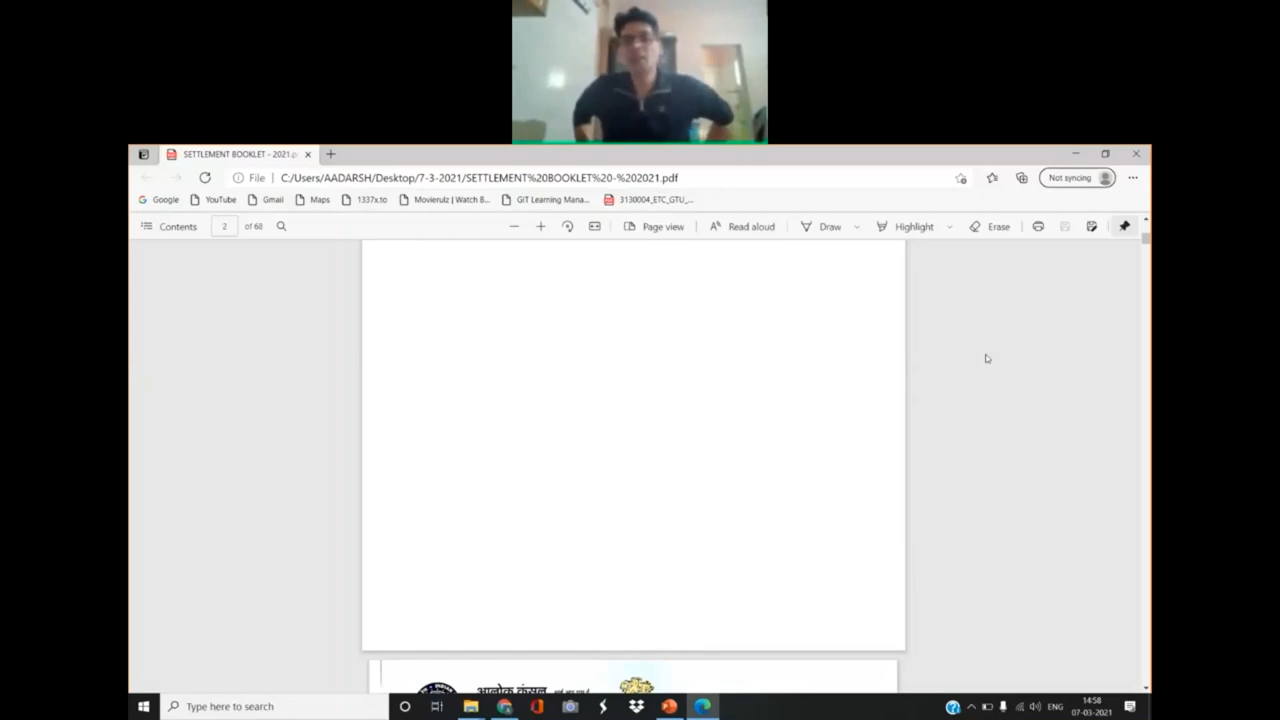 SETTLEMENT BOOKLET - 2021.p
File
C:/Users/AADARSH/Desktop/7-3-2021/SETTLEMENT%20BOOKLET%20-%202021.pdf
Not syncing
Google YouTube Gmail Maps 1337x.to Movierulz | Watch B... GIT Learning Mana... 3130004_ETC_GTU_...
Contents 2 of 68 Page view Read aloud Draw Highlight Erase
आलोक कंसल
Type here to search
ENG
14:58
07-03-2021